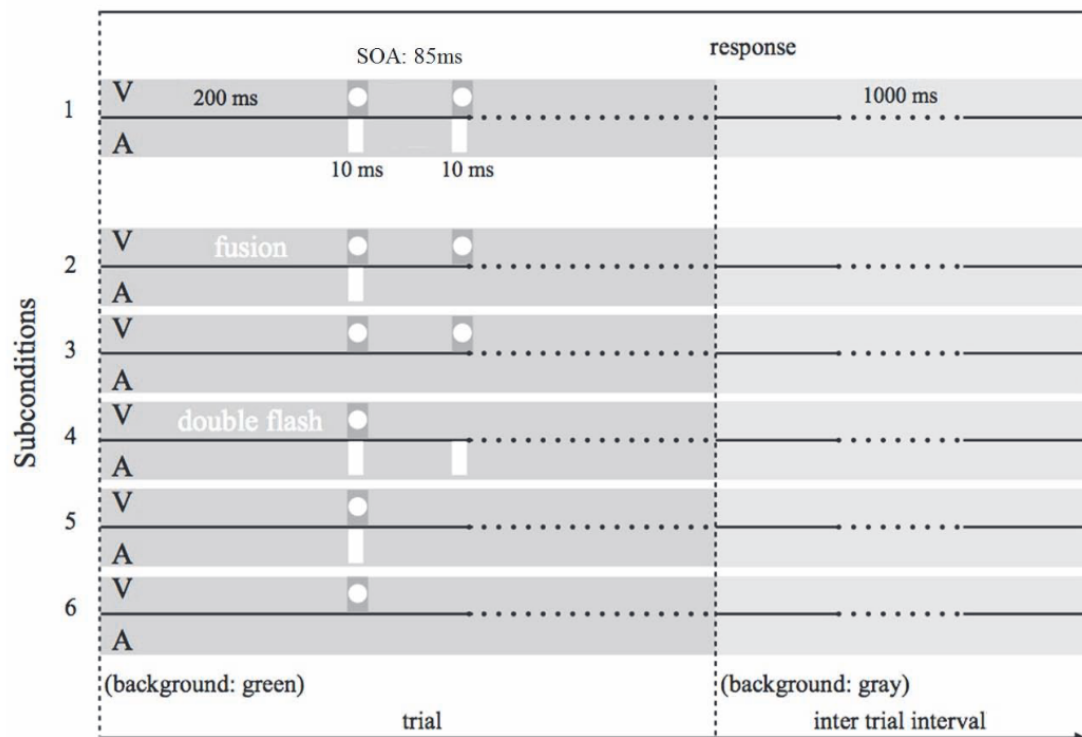 SOA: 85ms
response
1
V
200 ms
1000 ms
A
10 ms
10 ms
Subconditions
2
V
fusion
A
3
V
A
4
V
double flash
A
5
V
A
6
V
A
(background: green)
(background: gray)
trial
inter trial interval